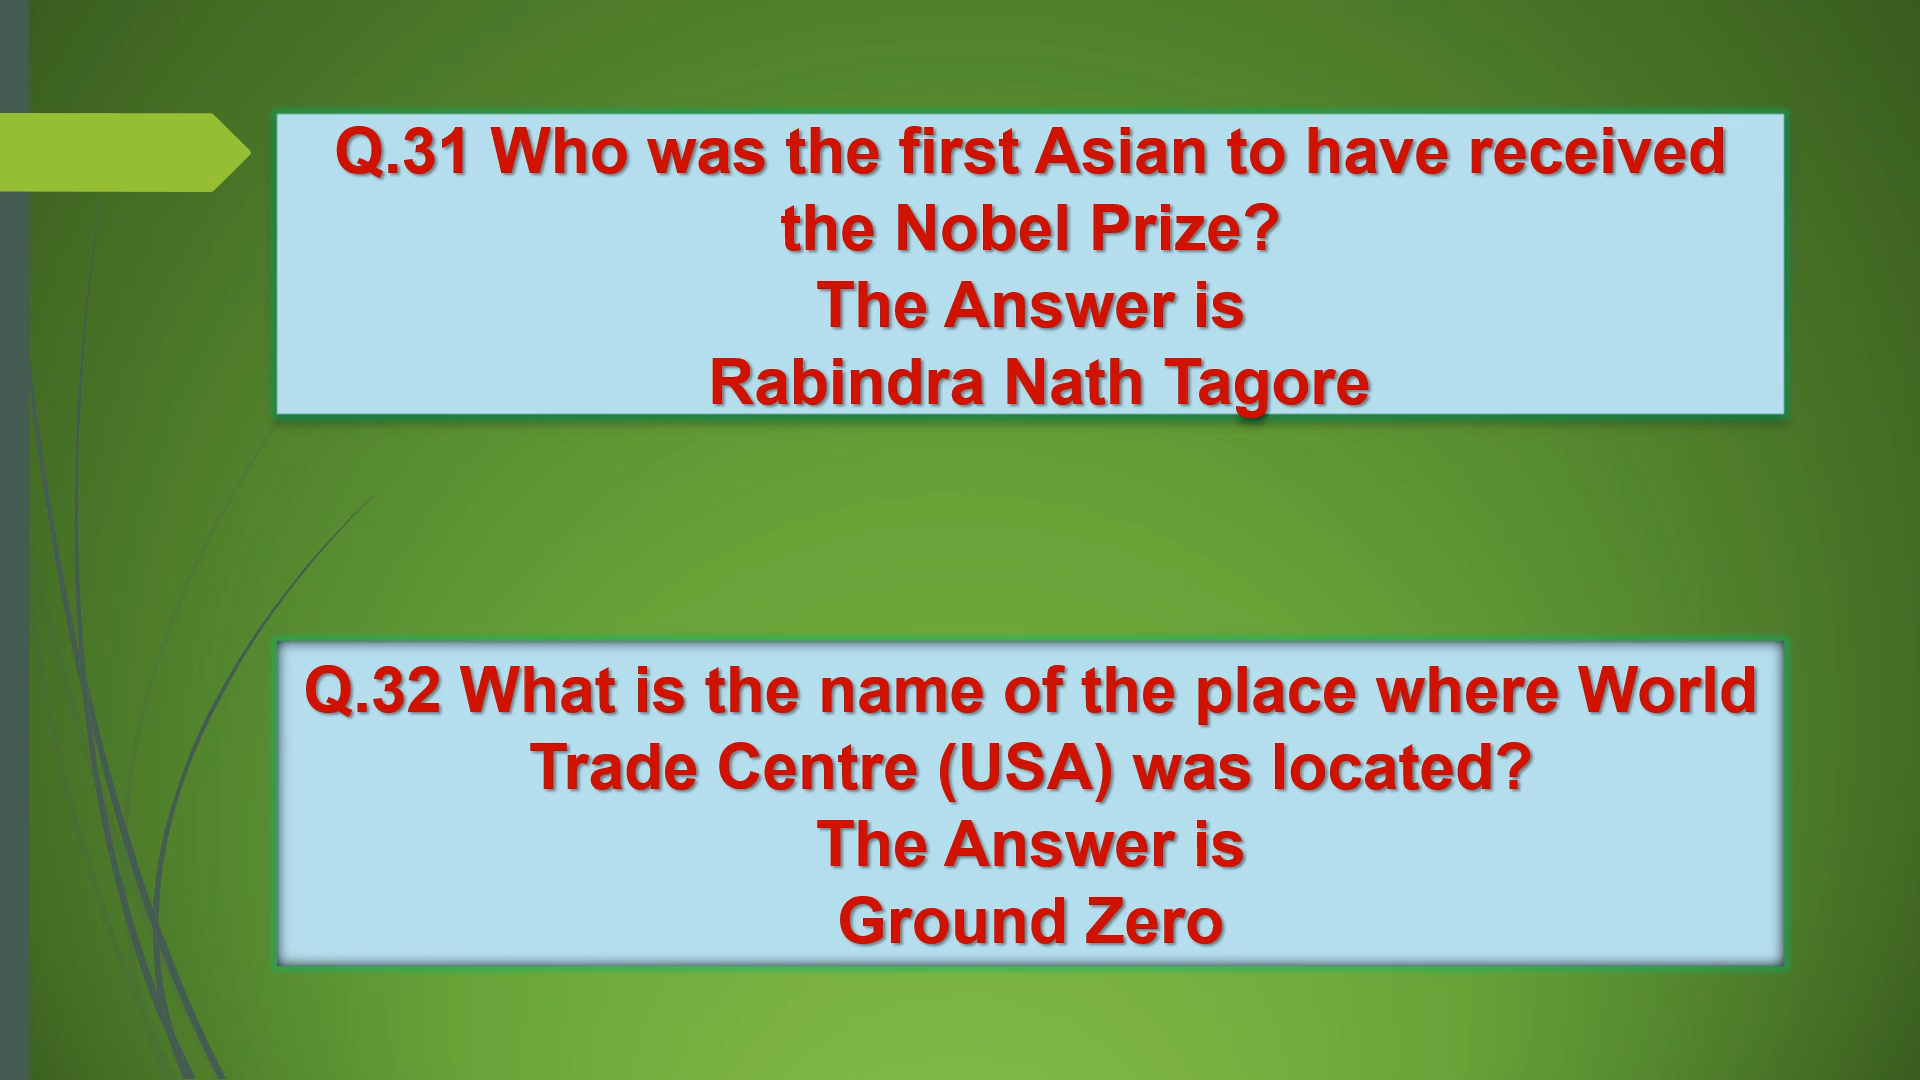 Q.31 Who was the first Asian to have received
the Nobel Prize?
The Answer is
Rabindra Nath Tagore
Q.32 What is the name of the place where World
Trade Centre (USA) was located?
The Answer is
Ground Zero